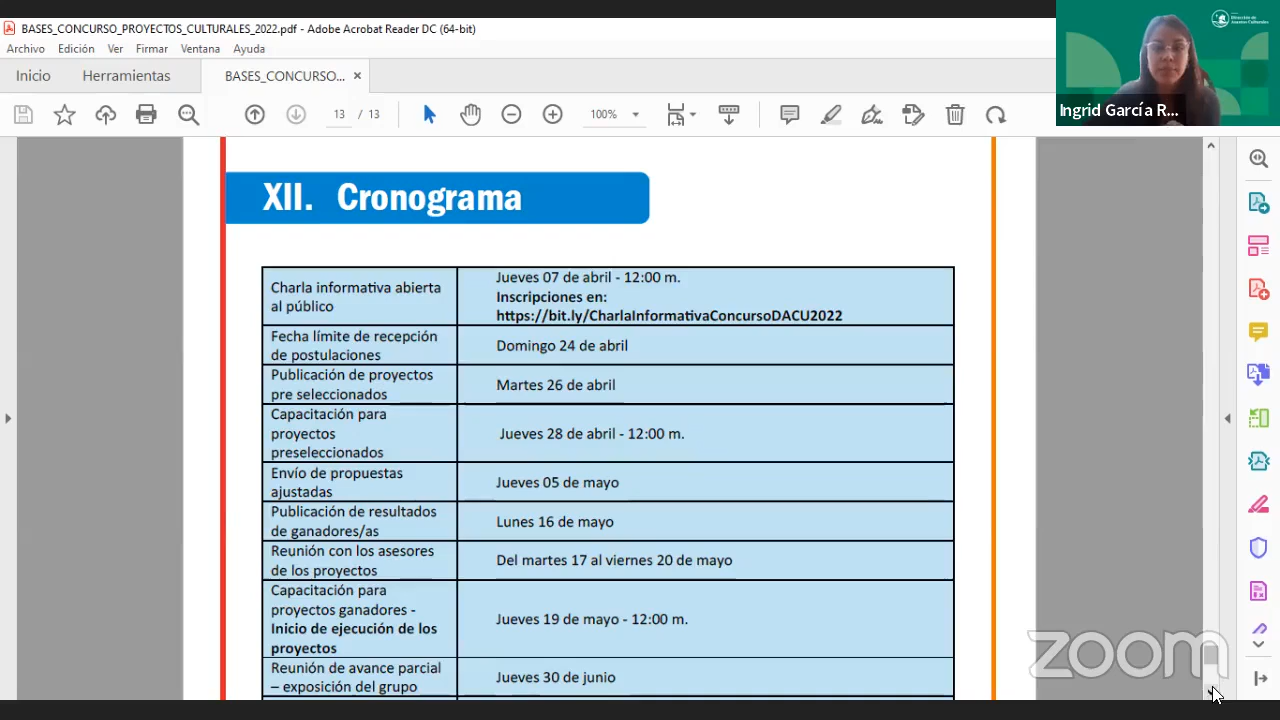 BASES_CONCURSO_PROYECTOS_CULTURALES_2022.pdf - Adobe Acrobat Reader DC (64-bit)
Archivo Edición Ver Firmar Ventana Ayuda
Inicio Herramientas BASES_CONCURSO... ×
13 / 13 100%
Dirección de
Asuntos Culturales
Ingrid García R...
XII. Cronograma
Charla informativa abierta
al público
Jueves 07 de abril - 12:00 m.
Inscripciones en:
https://bit.ly/CharlaInformativaConcursoDACU2022
Fecha límite de recepción
de postulaciones
Domingo 24 de abril
Publicación de proyectos
pre seleccionados
Martes 26 de abril
Capacitación para
proyectos
preseleccionados
Jueves 28 de abril - 12:00 m.
Envío de propuestas
ajustadas
Jueves 05 de mayo
Publicación de resultados
de ganadores/as
Lunes 16 de mayo
Reunión con los asesores
de los proyectos
Del martes 17 al viernes 20 de mayo
Capacitación para
proyectos ganadores -
Inicio de ejecución de los
proyectos
Jueves 19 de mayo - 12:00 m.
Reunión de avance parcial
– exposición del grupo
Jueves 30 de junio
zoom